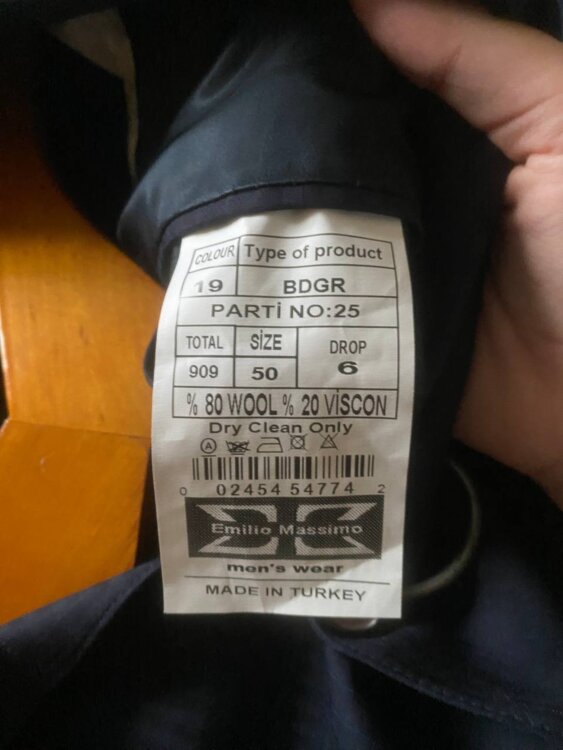 COLOUR Type of product
19 BDGR
PARTİ NO:25
TOTAL SİZE DROP
909 50 6
% 80 WOOL % 20 VİSCON
Dry Clean Only
A
0 02454 54774 2
Emilio Massimo
men's wear
MADE IN TURKEY